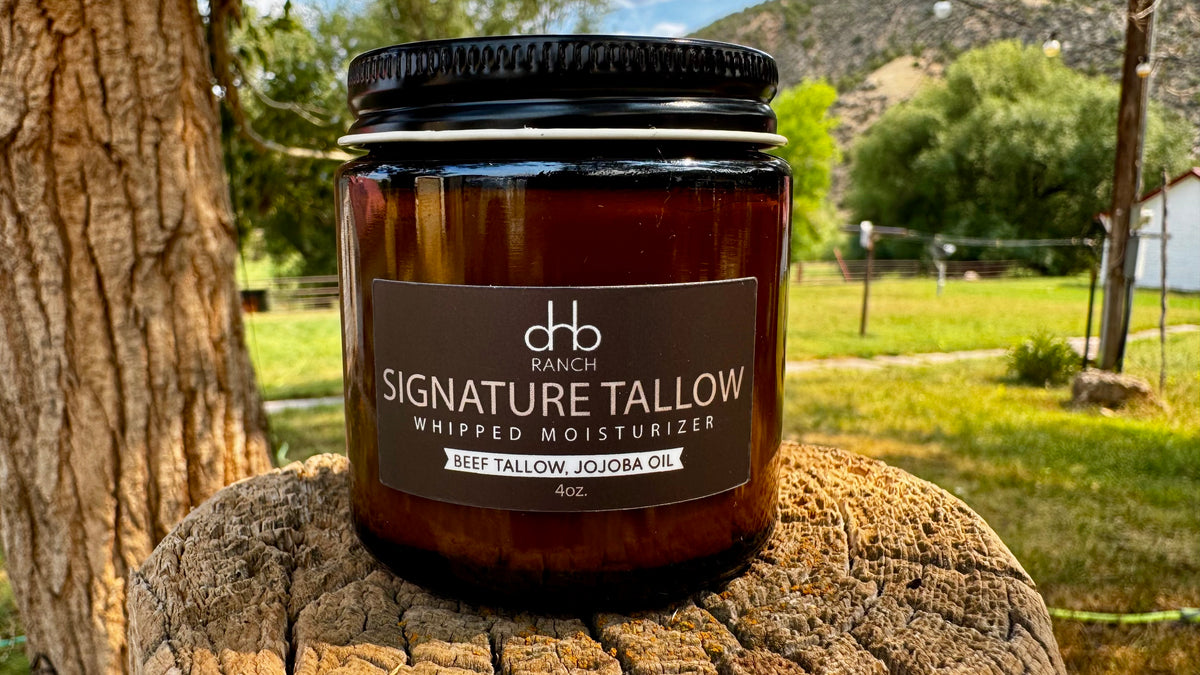 dhb
RANCH
SIGNATURE TALLOW
WHIPPED MOISTURIZER
BEEF TALLOW, JOJOBA OIL
4oz.